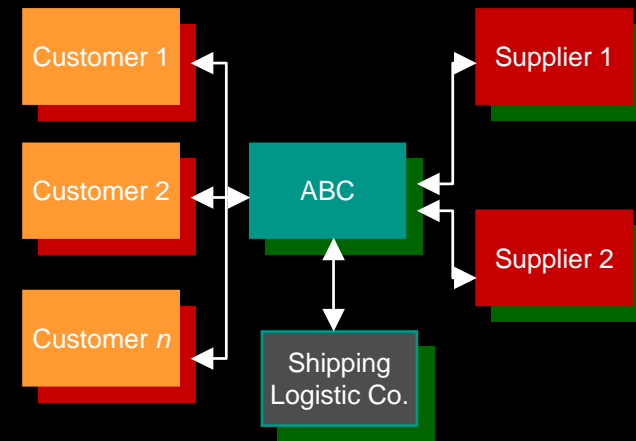 Customer 1
Supplier 1
Customer 2
ABC
Supplier 2
Customer n
Shipping
Logistic Co.